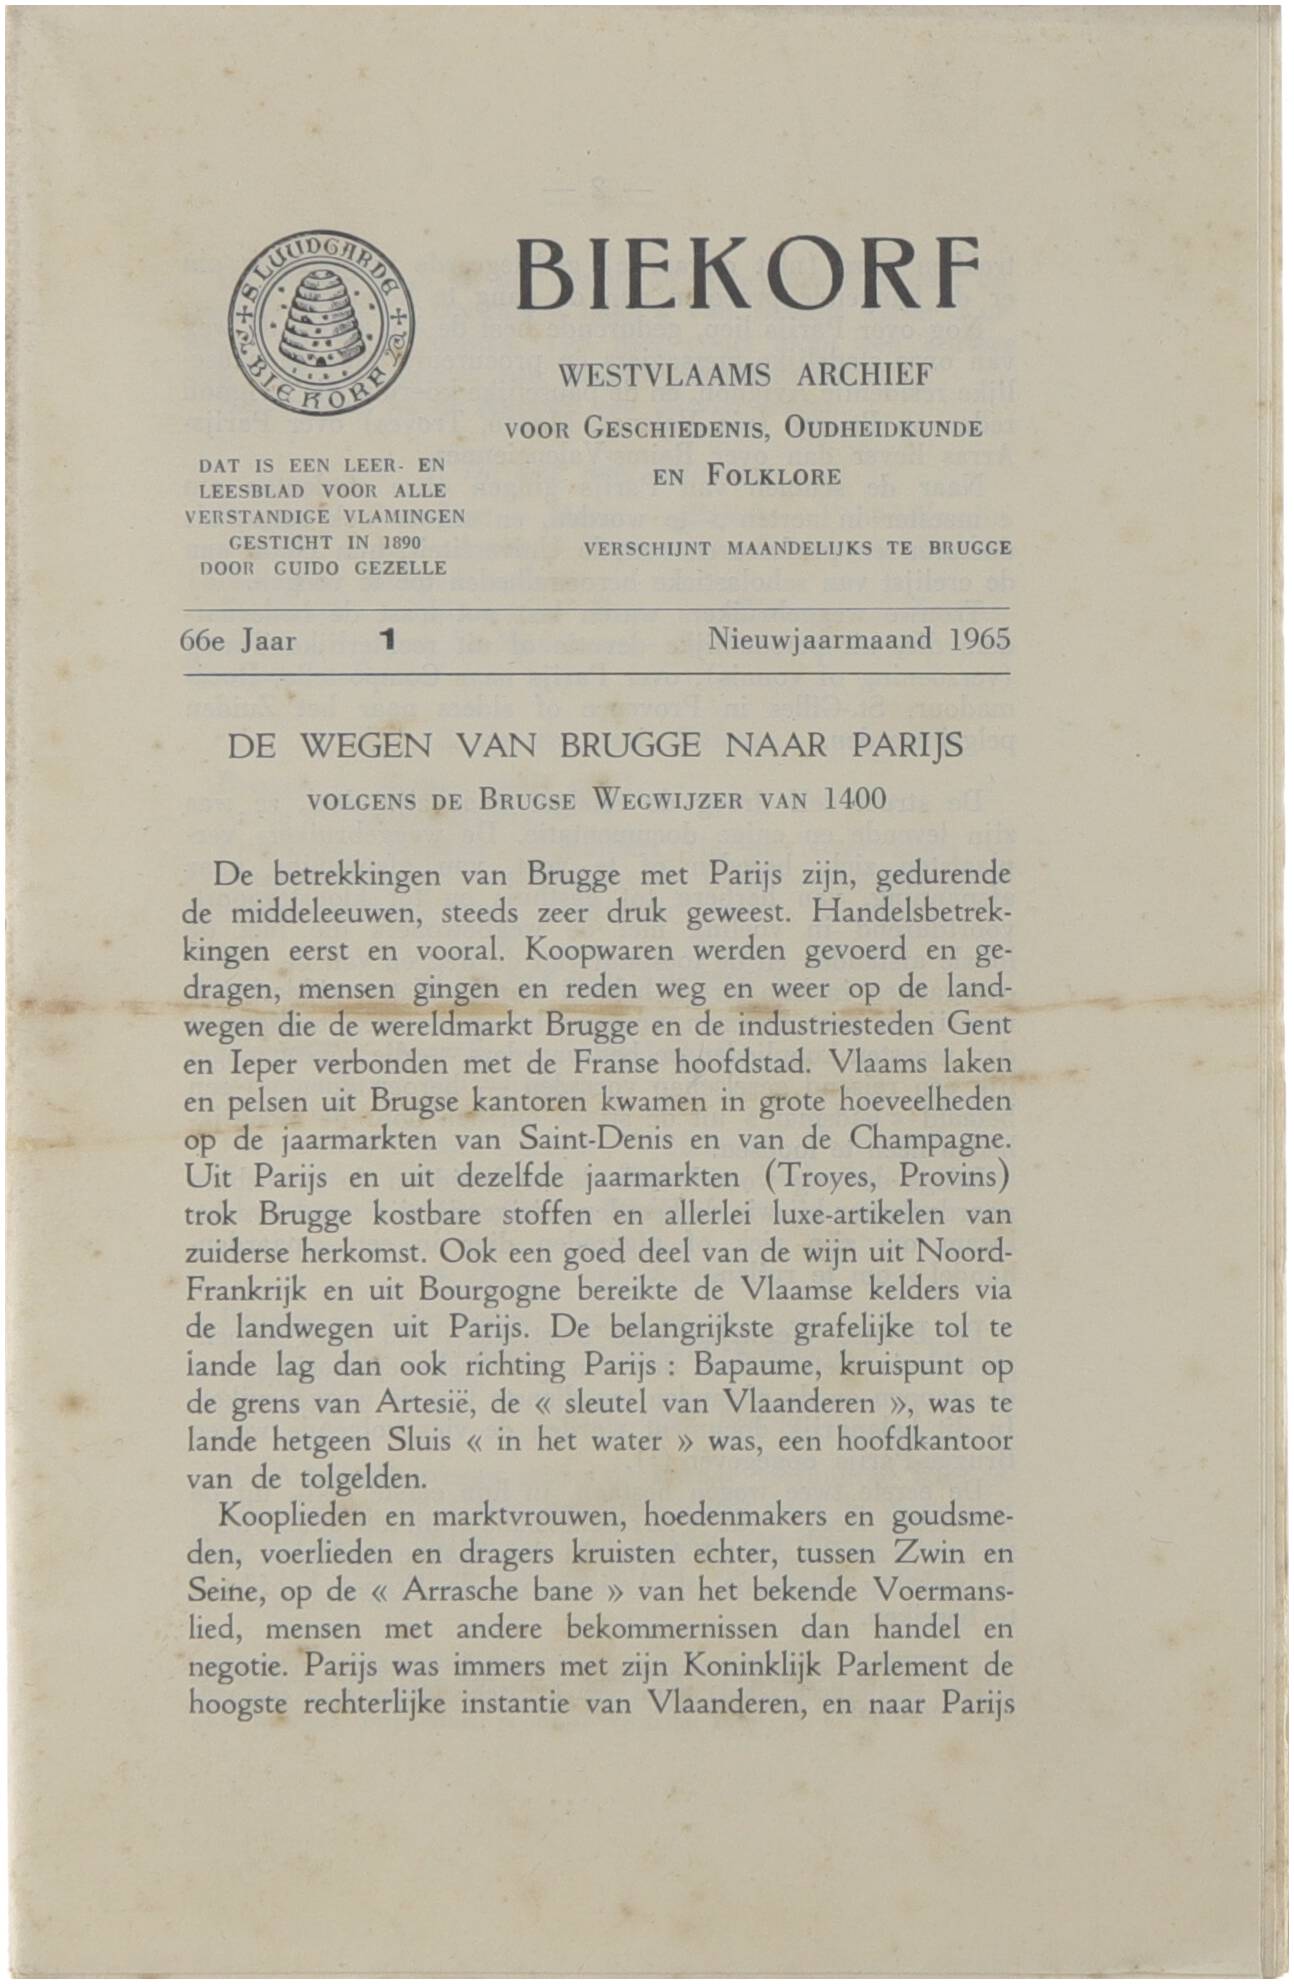 S. LUUDGARDE
BIEKORF
BIEKORF
WESTVLAAMS ARCHIEF
VOOR GESCHIEDENIS, OUDHEIDKUNDE
EN FOLKLORE
VERSCHIJNT MAANDELIJKS TE BRUGGE
DAT IS EEN LEER- EN
LEESBLAD VOOR ALLE
VERSTANDIGE VLAMINGEN
GESTICHT IN 1890
DOOR GUIDO GEZELLE
66e Jaar 1 Nieuwjaarmaand 1965
DE WEGEN VAN BRUGGE NAAR PARIJS
VOLGENS DE BRUGSE WEGWIJZER VAN 1400
De betrekkingen van Brugge met Parijs zijn, gedurende
de middeleeuwen, steeds zeer druk geweest. Handelsbetrek-
kingen eerst en vooral. Koopwaren werden gevoerd en ge-
dragen, mensen gingen en reden weg en weer op de land-
wegen die de wereldmarkt Brugge en de industriesteden Gent
en Ieper verbonden met de Franse hoofdstad. Vlaams laken
en pelsen uit Brugse kantoren kwamen in grote hoeveelheden
op de jaarmarkten van Saint-Denis en van de Champagne.
Uit Parijs en uit dezelfde jaarmarkten (Troyes, Provins)
trok Brugge kostbare stoffen en allerlei luxe-artikelen van
zuiderse herkomst. Ook een goed deel van de wijn uit Noord-
Frankrijk en uit Bourgogne bereikte de Vlaamse kelders via
de landwegen uit Parijs. De belangrijkste grafelijke tol te
lande lag dan ook richting Parijs : Bapaume, kruispunt op
de grens van Artesië, de « sleutel van Vlaanderen », was te
lande hetgeen Sluis « in het water » was, een hoofdkantoor
van de tolgelden.
Kooplieden en marktvrouwen, hoedenmakers en goudsme-
den, voerlieden en dragers kruisten echter, tussen Zwin en
Seine, op de « Arrasche bane » van het bekende Voermans-
lied, mensen met andere bekommernissen dan handel en
negotie. Parijs was immers met zijn Koninklijk Parlement de
hoogste rechterlijke instantie van Vlaanderen, en naar Parijs